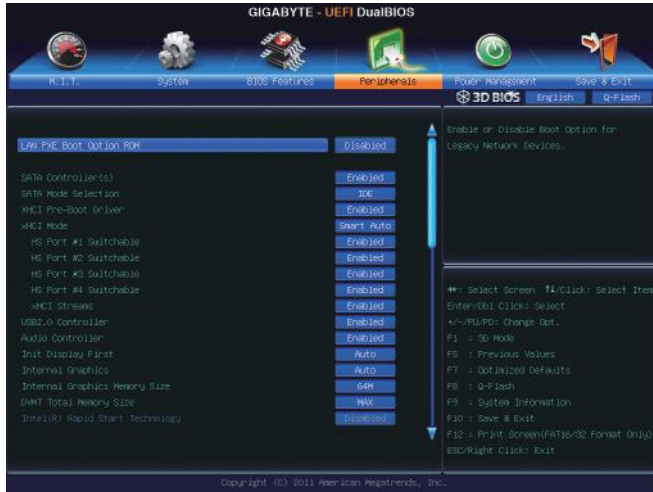 GIGABYTE - UEFI DualBIOS
M.I.T. System BIOS Features Peripherals Power Management Save & Exit
3D BIOS English Q-Flash
LAN PXE Boot Option ROM Disabled
SATA Controller(s) Enabled
SATA Mode Selection IDE
xHCI Pre-Boot Driver Enabled
xHCI Mode Smart Auto
HS Port #1 Switchable Enabled
HS Port #2 Switchable Enabled
HS Port #3 Switchable Enabled
HS Port #4 Switchable Enabled
xHCI Streams Enabled
USB2.0 Controller Enabled
Audio Controller Enabled
Init Display First Auto
Internal Graphics Auto
Internal Graphics Memory Size 64M
DVMT Total Memory Size MAX
Intel(R) Rapid Start Technology Disabled
Enable or Disable Boot Option for
Legacy Network Devices.
: Select Screen ↑↓/Click: Select Item
Enter/Dbl Click: Select
+/-/PU/PD: Change Opt.
F1 : 3D Mode
F5 : Previous Values
F7 : Optimized Defaults
F8 : Q-Flash
F9 : System Information
F10 : Save & Exit
F12 : Print Screen(FAT16/32 Format Only)
ESC/Right Click: Exit
Copyright (C) 2011 American Megatrends, Inc.